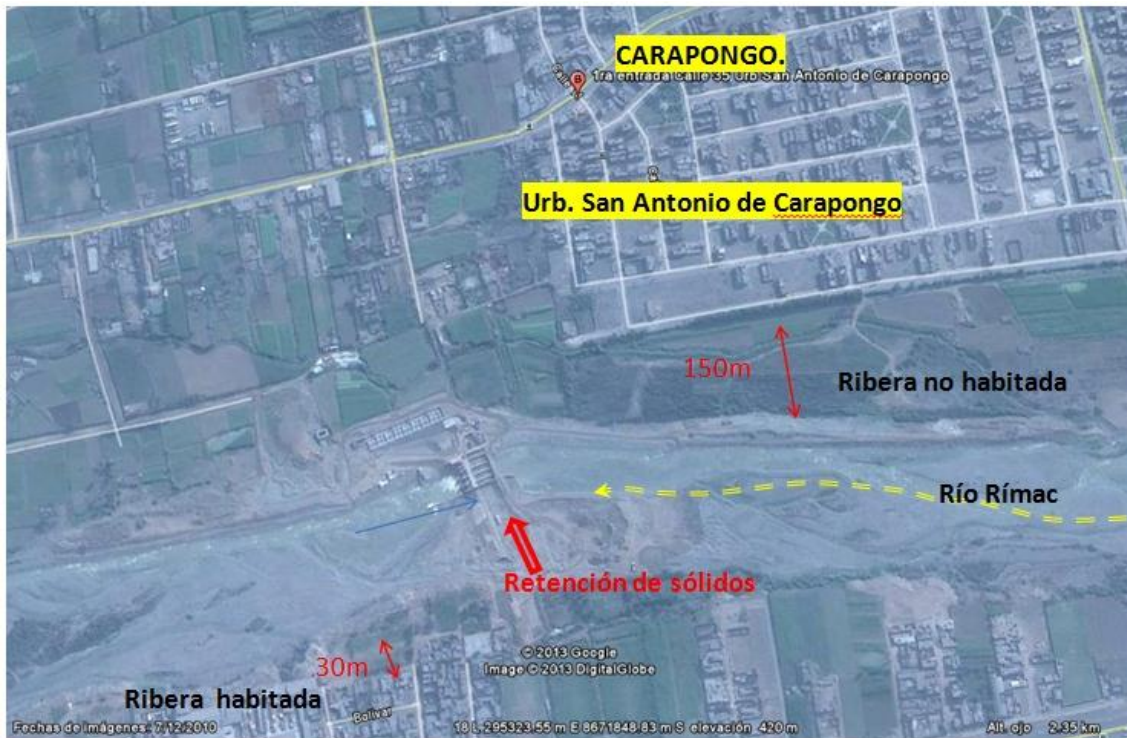 CARAPONGO.
1ra entrada Calle 35 Urb San Antonio de Carapongo
B
Urb. San Antonio de Carapongo
150m
Ribera no habitada
Río Rímac
Retención de sólidos
© 2013 Google
Image © 2013 DigitalGlobe
30m
Ribera habitada
Bolivar
Fechas de imágenes: 7/12/2010
18 L 295323.55 m E 8671848.83 m S elevación 420 m
Alt. ojo 2.35 km